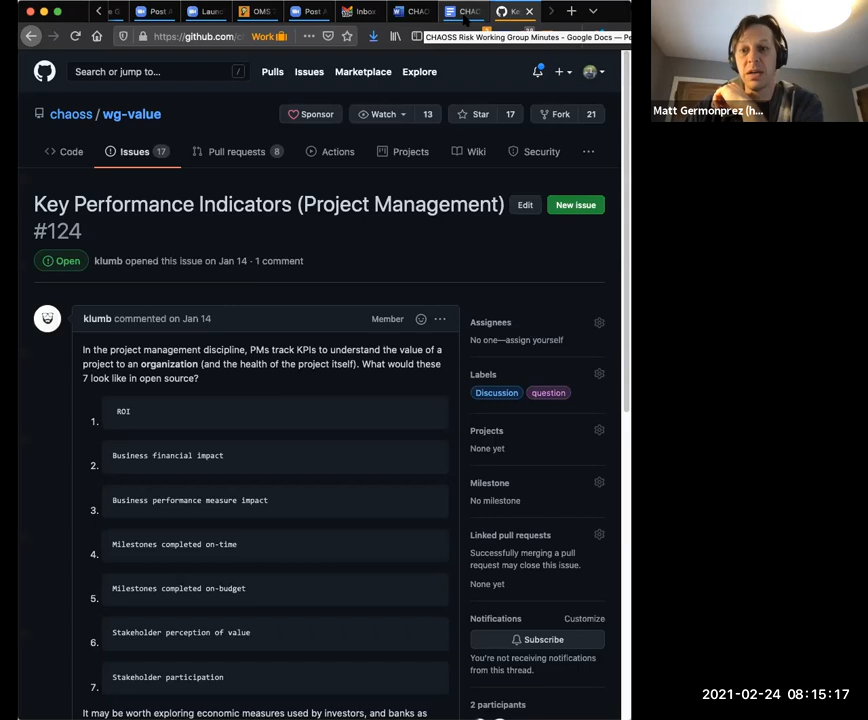 Post A
Launc
OMS
Post A
Inbox
CHAO
CHAC
Ke
https://github.com/c
Work
CHAOSS Risk Working Group Minutes - Google Docs — Pe
Search or jump to...
/
Pulls
Issues
Marketplace
Explore
Matt Germonprez (h...
chaoss / wg-value
Sponsor
Watch
13
Star
17
Fork
21
Code
Issues 17
Pull requests 8
Actions
Projects
Wiki
Security
Key Performance Indicators (Project Management)
#124
Edit
New issue
Open
klumb opened this issue on Jan 14 · 1 comment
klumb commented on Jan 14
Member
In the project management discipline, PMs track KPIs to understand the value of a
project to an organization (and the health of the project itself). What would these
7 look like in open source?
1. ROI
2. Business financial impact
3. Business performance measure impact
4. Milestones completed on-time
5. Milestones completed on-budget
6. Stakeholder perception of value
7. Stakeholder participation
It may be worth exploring economic measures used by investors, and banks as
Assignees
No one—assign yourself
Labels
Discussion
question
Projects
None yet
Milestone
No milestone
Linked pull requests
Successfully merging a pull
request may close this issue.
None yet
Notifications
Customize
Subscribe
You're not receiving notifications
from this thread.
2 participants
2021-02-24 08:15:17